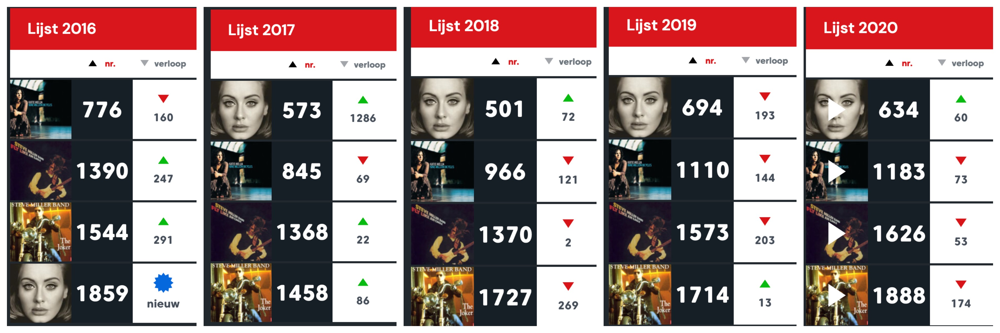 Lijst 2016
nr. verloop
KATIE MELUA
NINE MILLION BICYCLES
776 160
STEVE MILLER BAND
FLY LIKE AN EAGLE
1390 247
STEVE MILLER BAND
The
Joker
1544 291
1859 nieuw
Lijst 2017
nr. verloop
573 1286
KATIE MELUA
NINE MILLION BICYCLES
845 69
STEVE MILLER BAND
FLY LIKE AN EAGLE
1368 22
STEVE MILLER BAND
The
Joker
1458 86
Lijst 2018
nr. verloop
501 72
KATIE MELUA
NINE MILLION BICYCLES
966 121
STEVE MILLER BAND
FLY LIKE AN EAGLE
1370 2
STEVE MILLER BAND
The
Joker
1727 269
Lijst 2019
nr. verloop
694 193
KATIE MELUA
NINE MILLION BICYCLES
1110 144
STEVE MILLER BAND
FLY LIKE AN EAGLE
1573 203
STEVE MILLER BAND
The
Joker
1714 13
Lijst 2020
nr. verloop
634 60
KATIE MELUA
1183 73
STEVE MILLER BAND
FLY LIKE AN EAGLE
1626 53
STEVE MILLER BAND
The
Joker
1888 174